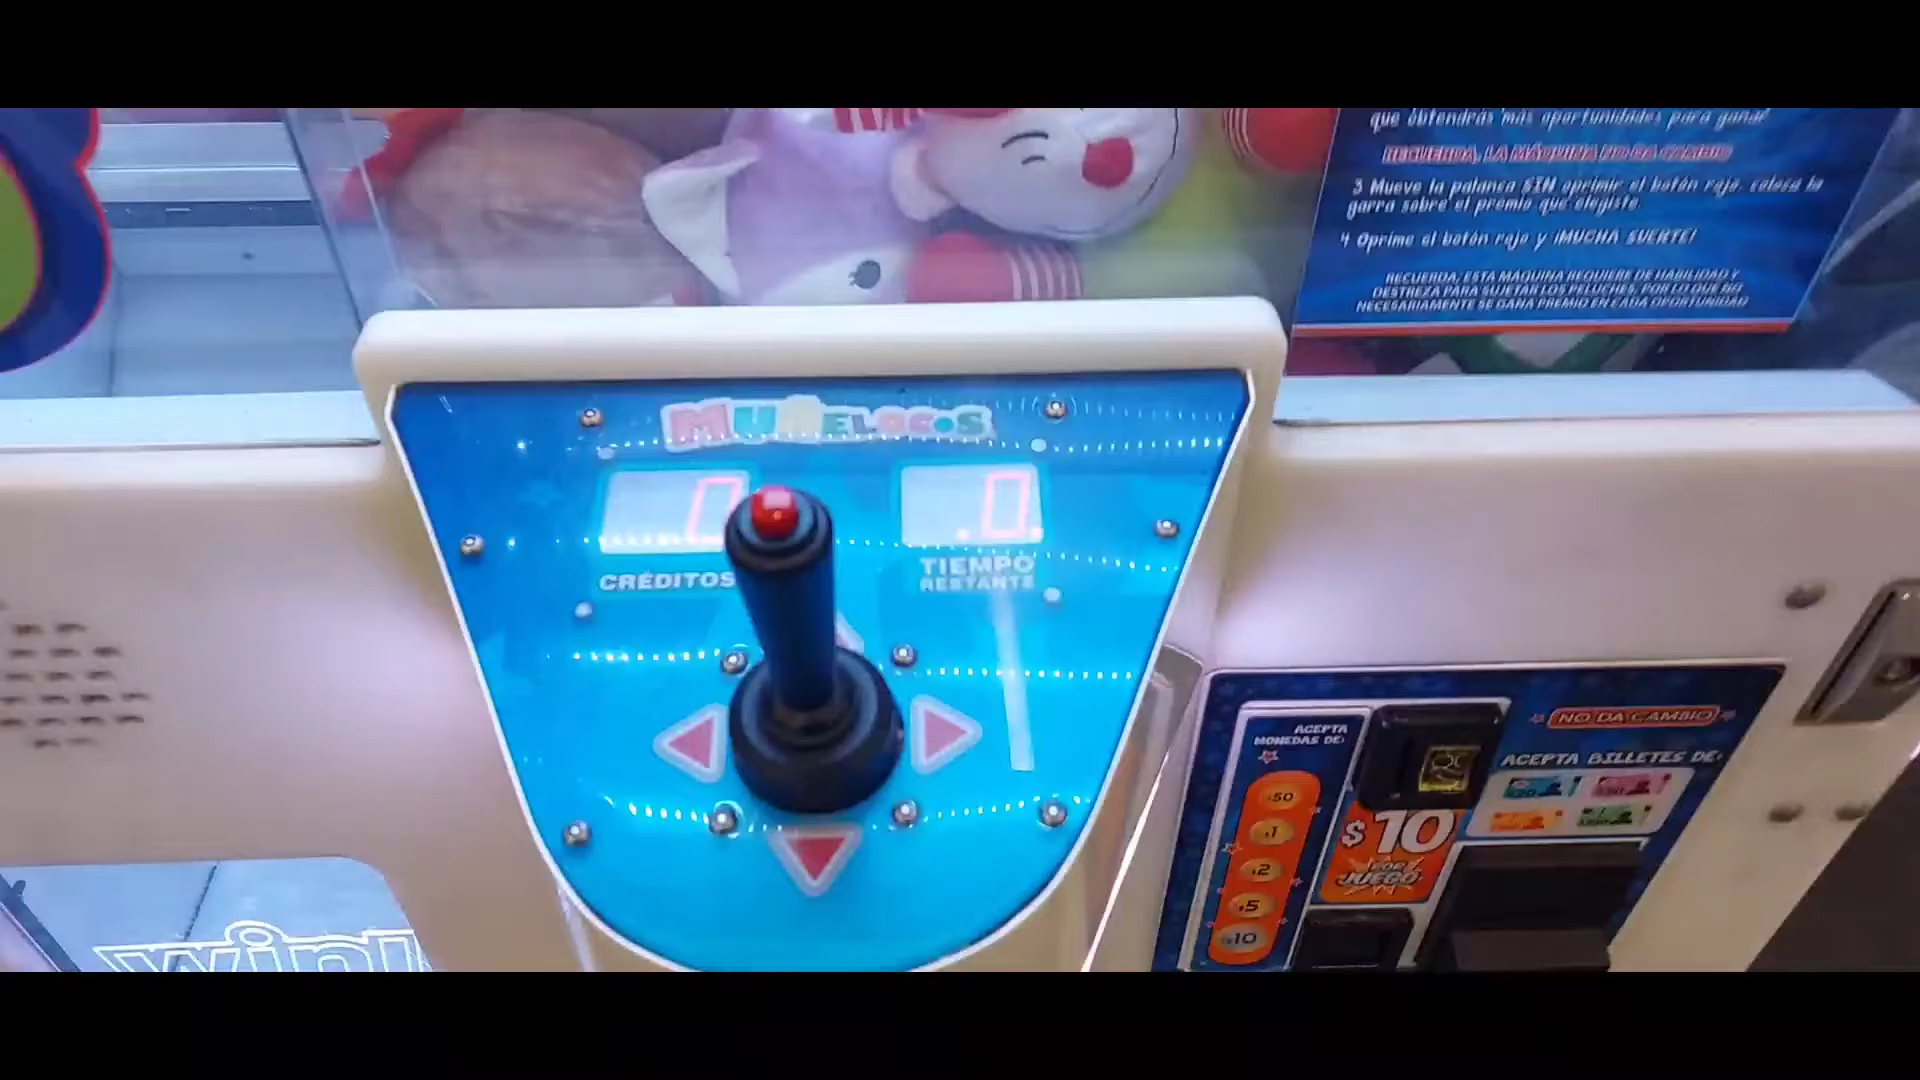 que obtendrás más oportunidades para ganar
RECUERDA, LA MÁQUINA NO DA CAMBIO
3 Mueve la palanca SIN oprimir el botón rojo, coloca la
garra sobre el premio que elegiste.
4 Oprime el botón rojo y ¡MUCHA SUERTE!
RECUERDA, ESTA MÁQUINA REQUIERE DE HABILIDAD Y
DESTREZA PARA SUJETAR LOS PELUCHES, POR LO QUE NO
NECESARIAMENTE SE GANA PREMIO EN CADA OPORTUNIDAD
MUÑELOCOS
0
.0.
CRÉDITOS
TIEMPO
RESTANTE
NO DA CAMBIO
ACEPTA
MONEDAS DE:
ACEPTA BILLETES DE:
$10
POR
JUEGO